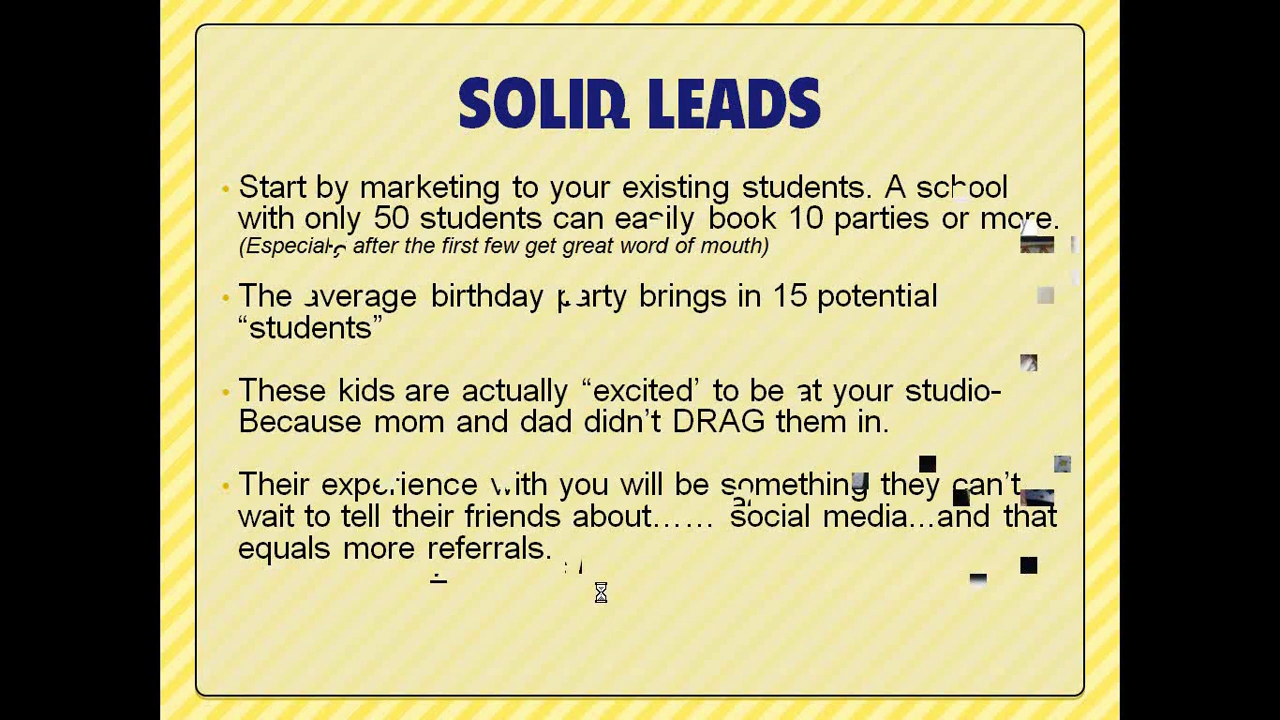 SOLID LEADS
• Start by marketing to your existing students. A school
with only 50 students can easily book 10 parties or more.
(Especially after the first few get great word of mouth)
• The average birthday party brings in 15 potential
“students”
• These kids are actually “excited’ to be at your studio-
Because mom and dad didn’t DRAG them in.
• Their experience with you will be something they can’t
wait to tell their friends about…… social media...and that
equals more referrals.